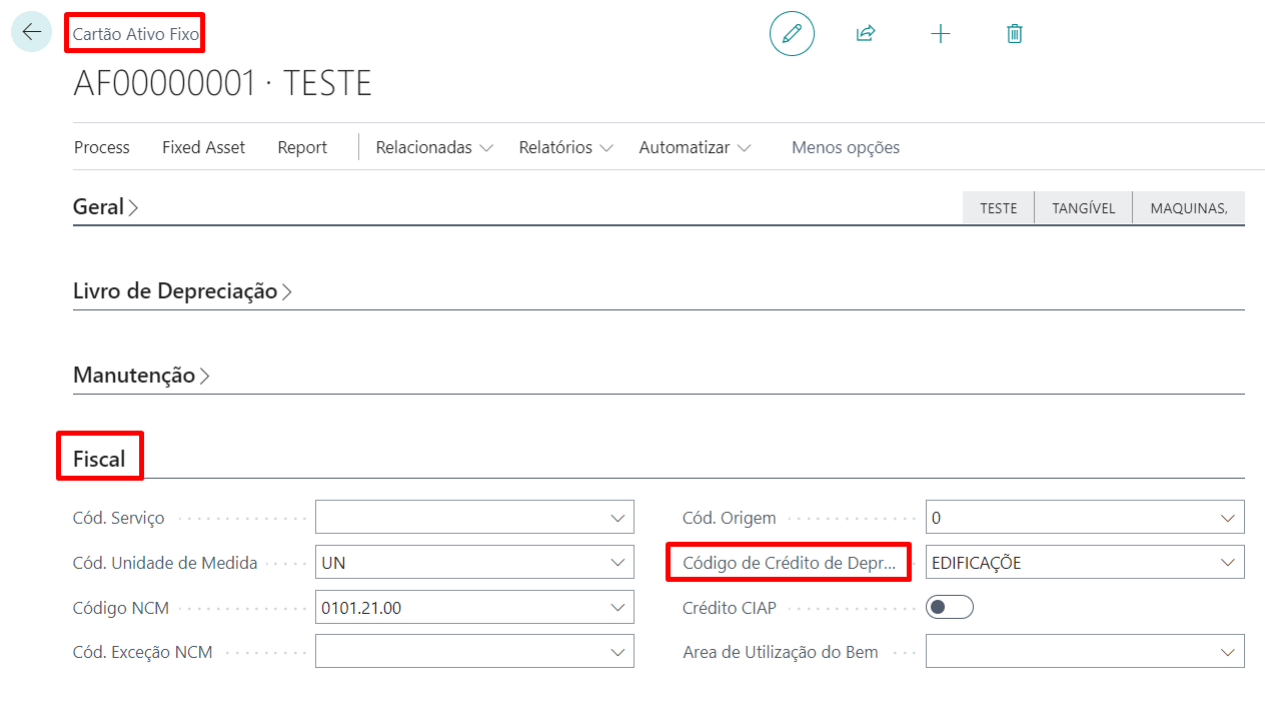 Cartão Ativo Fixo
AF00000001 · TESTE
Process Fixed Asset Report Relacionadas Relatórios Automatizar Menos opções
Geral TESTE TANGÍVEL MAQUINAS,
Livro de Depreciação
Manutenção
Fiscal
Cód. Serviço Cód. Origem 0
Cód. Unidade de Medida UN Código de Crédito de Depr... EDIFICAÇÕE
Código NCM 0101.21.00 Crédito CIAP
Cód. Exceção NCM Area de Utilização do Bem